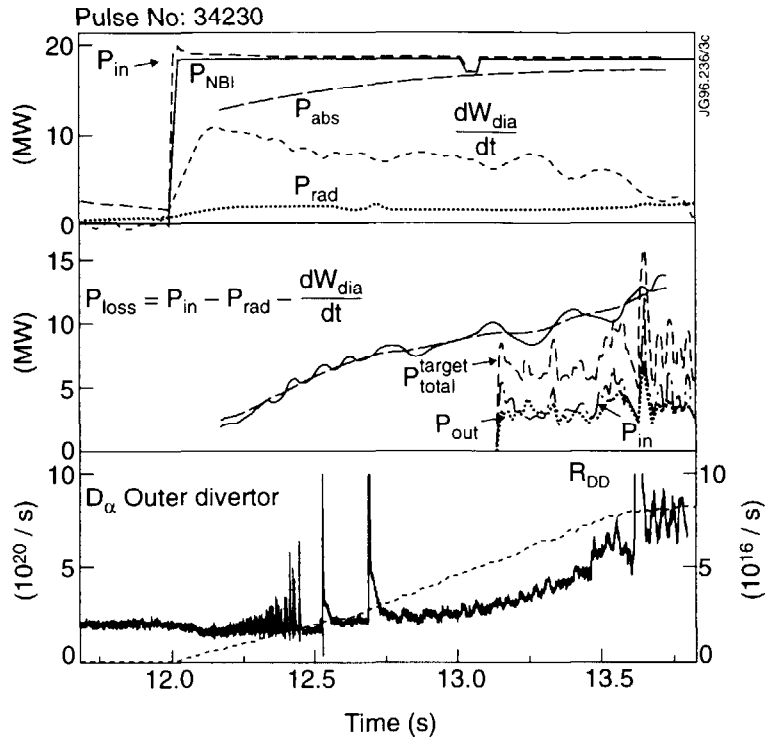 Pulse No: 34230
JG96.236/3c
20
10
0
(MW)
P_in
P_NBI
P_abs
dW_dia
dt
P_rad
15
10
5
0
(MW)
P_loss = P_in − P_rad − dW_dia
dt
P_total^target
P_out
P_in
10
5
0
(10^20 / s)
D_α Outer divertor
R_DD
10
5
0
(10^16 / s)
12.0 12.5 13.0 13.5
Time (s)